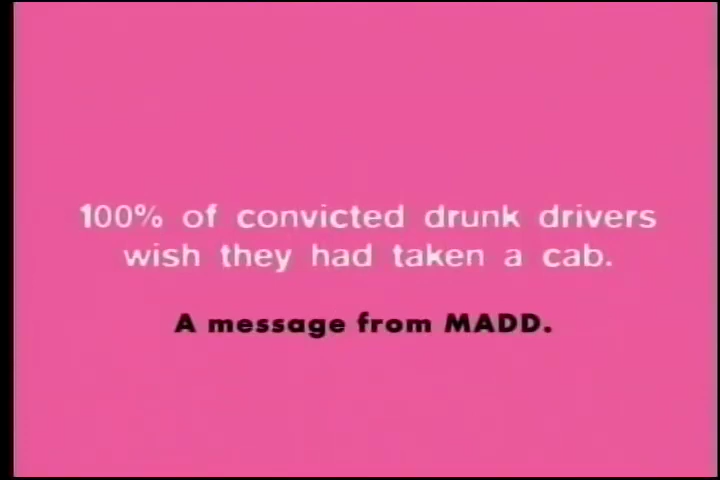 100% of convicted drunk drivers
wish they had taken a cab.
A message from MADD.